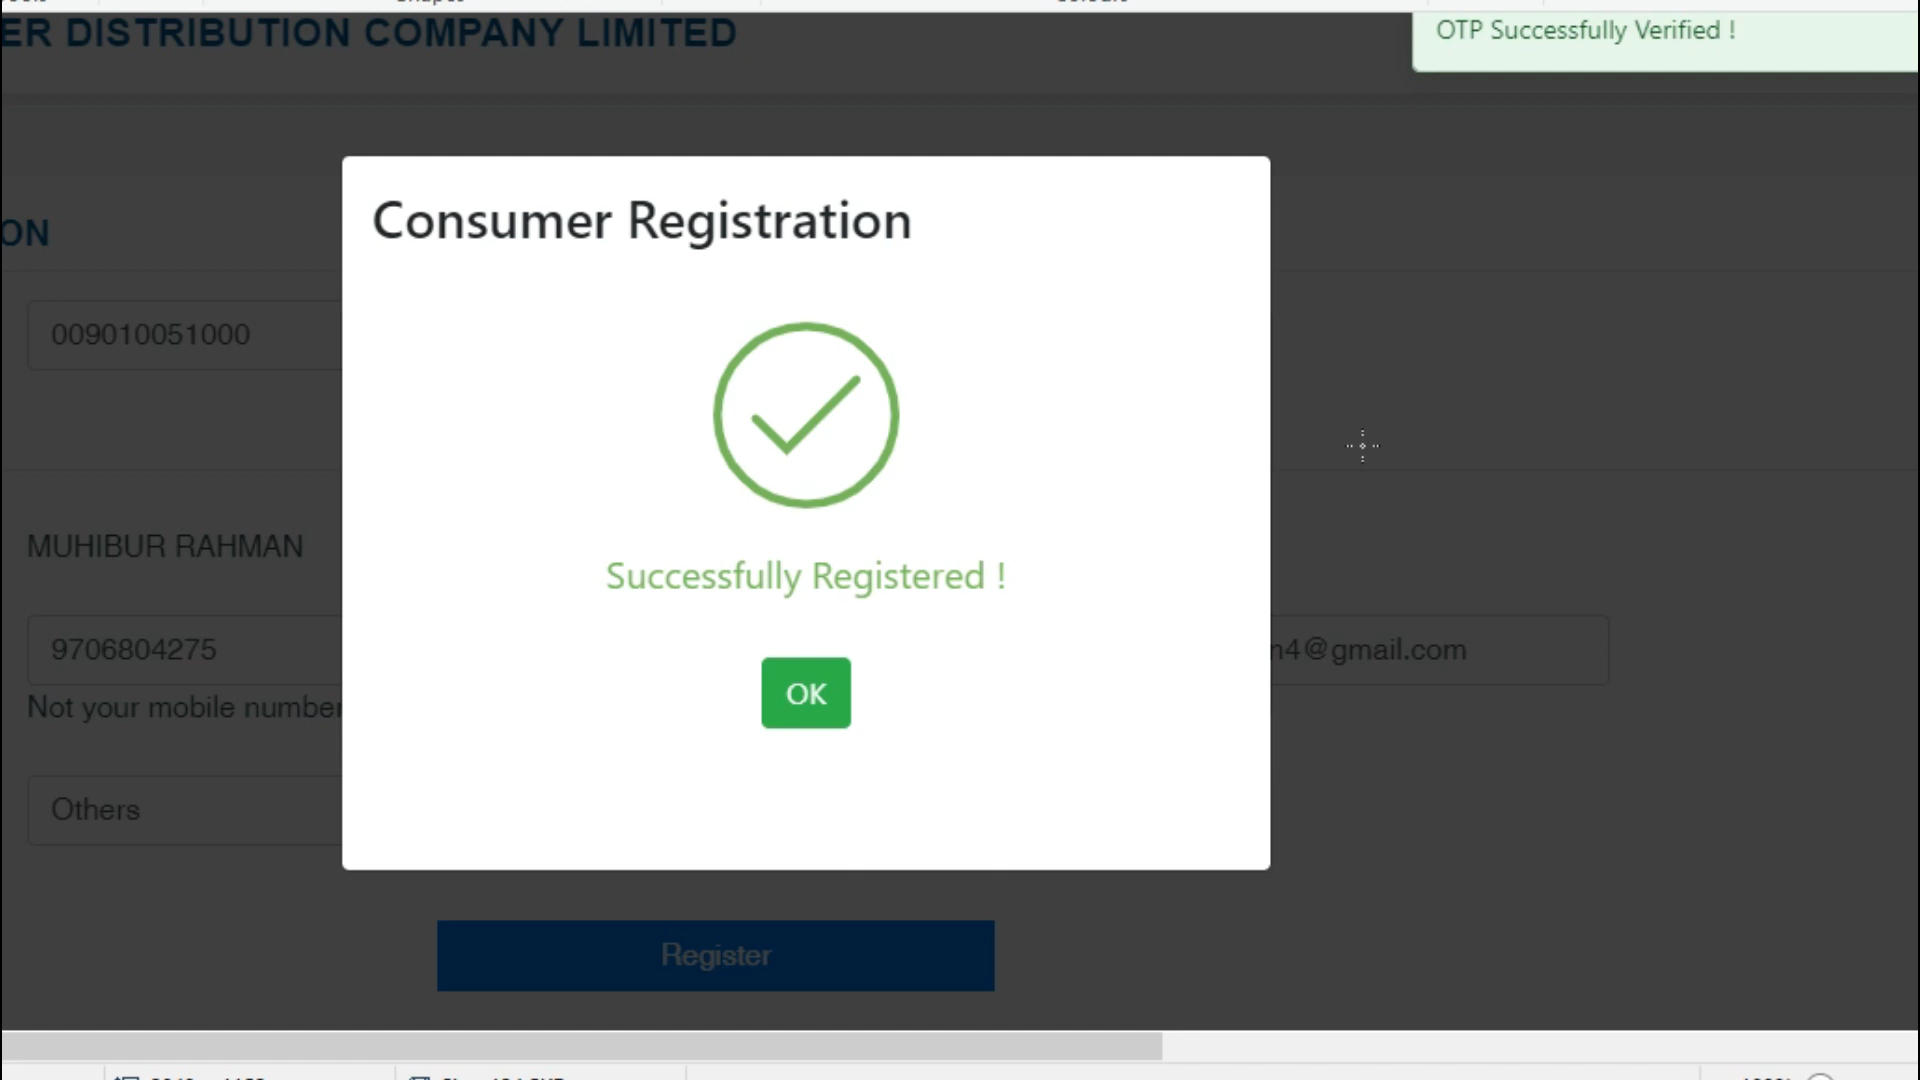 ER DISTRIBUTION COMPANY LIMITED
OTP Successfully Verified !
Consumer Registration
ON
009010051000
Successfully Registered !
MUHIBUR RAHMAN
9706804275
n4@gmail.com
Not your mobile number
OK
Others
Register